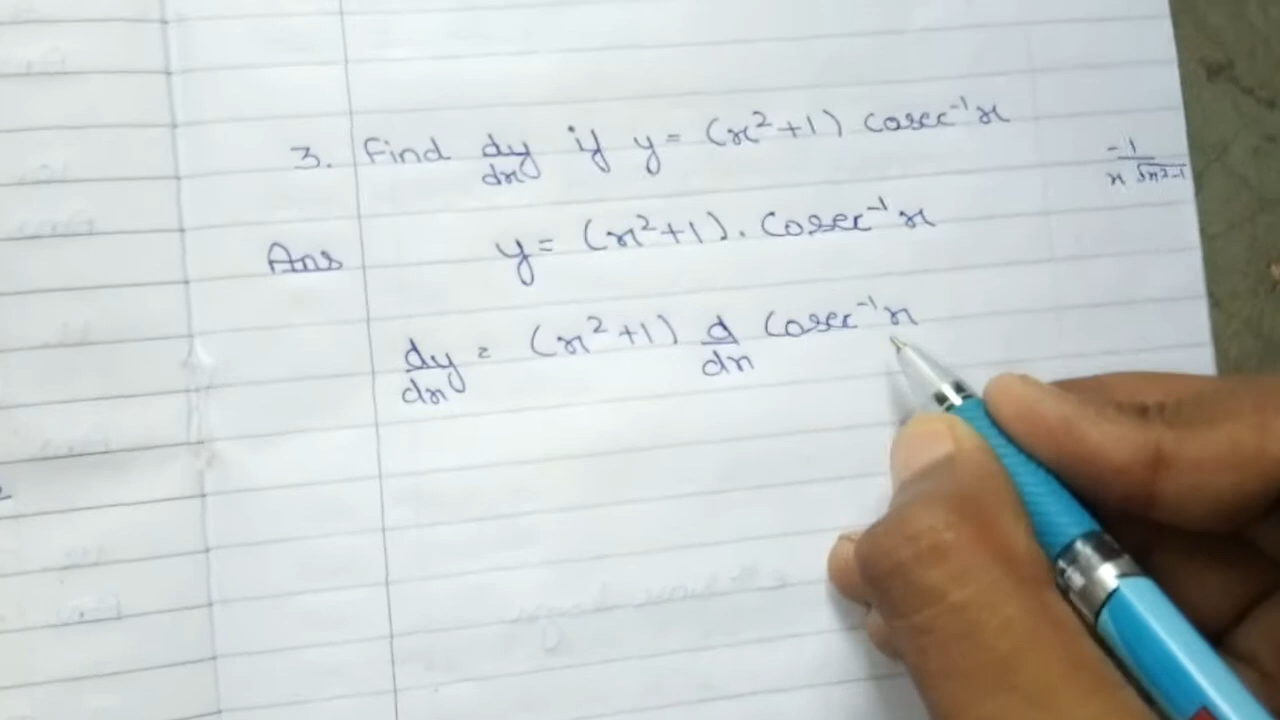 3. Find dy/dx if y = (x²+1) cosec⁻¹x
-1/x√x²-1
Ans y = (x²+1). Cosec⁻¹x
dy/dx = (x²+1) d/dx Cosec⁻¹x